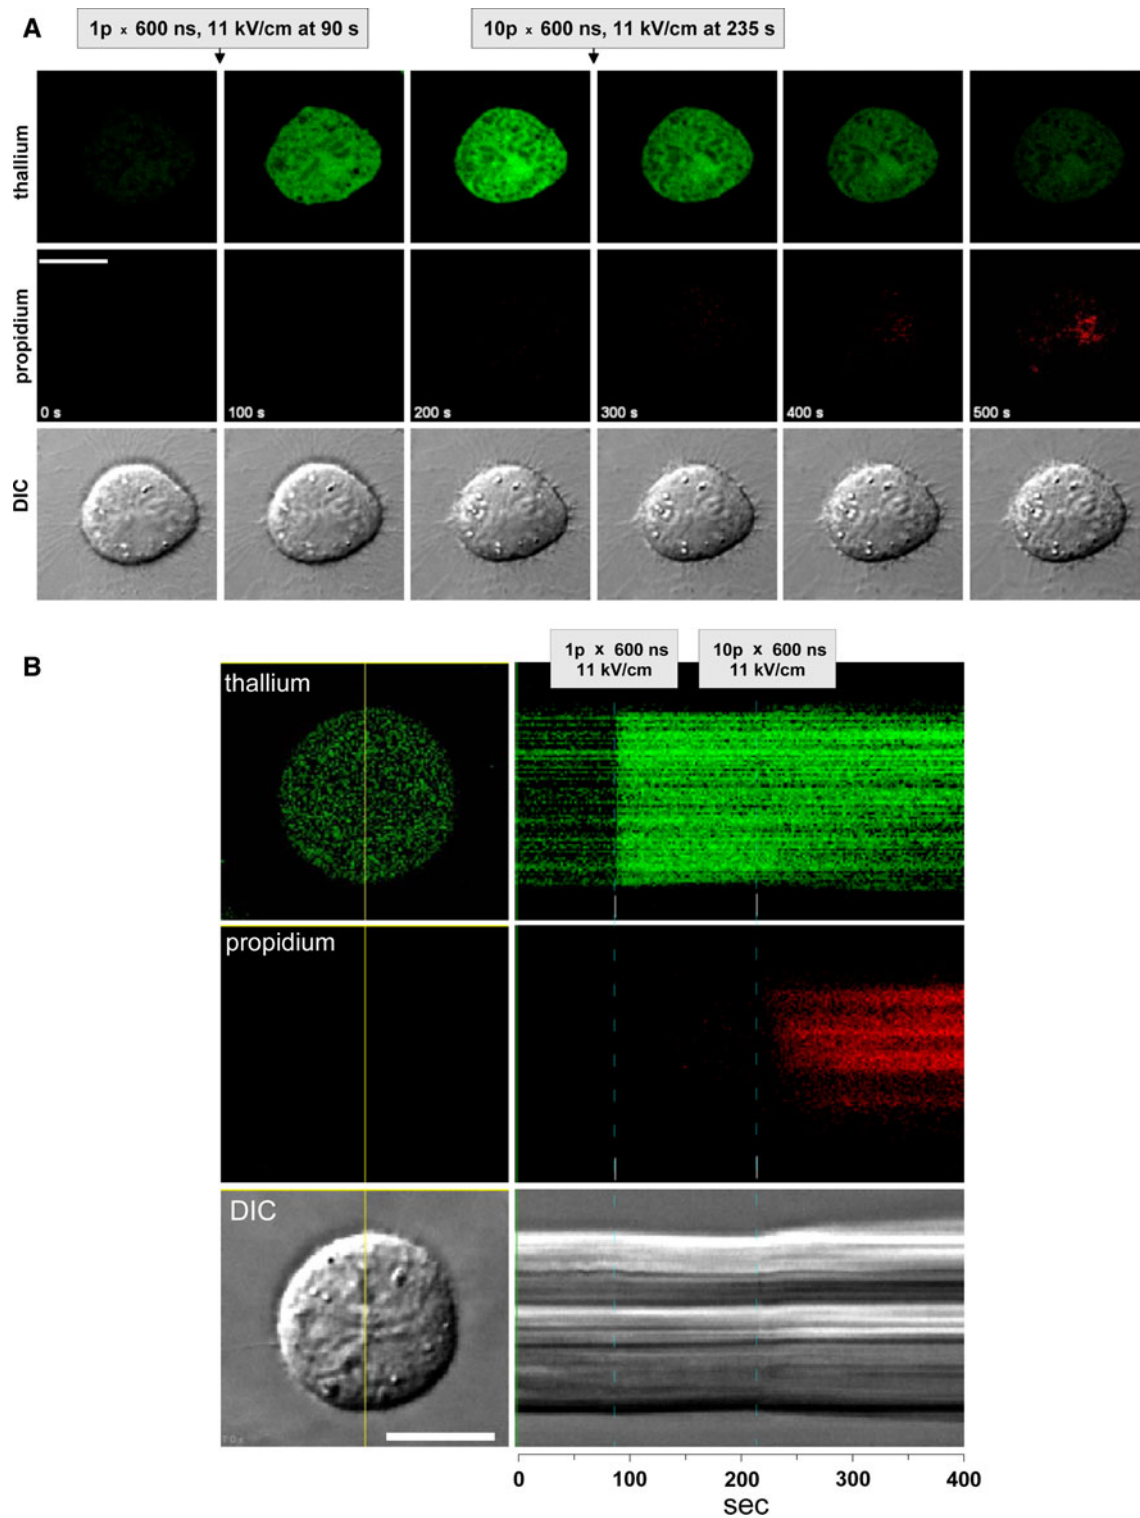 A
1p x 600 ns, 11 kV/cm at 90 s
10p x 600 ns, 11 kV/cm at 235 s
thallium
propidium
0 s
100 s
200 s
300 s
400 s
500 s
DIC
B
1p x 600 ns
11 kV/cm
10p x 600 ns
11 kV/cm
thallium
propidium
DIC
0
100
200
300
400
sec